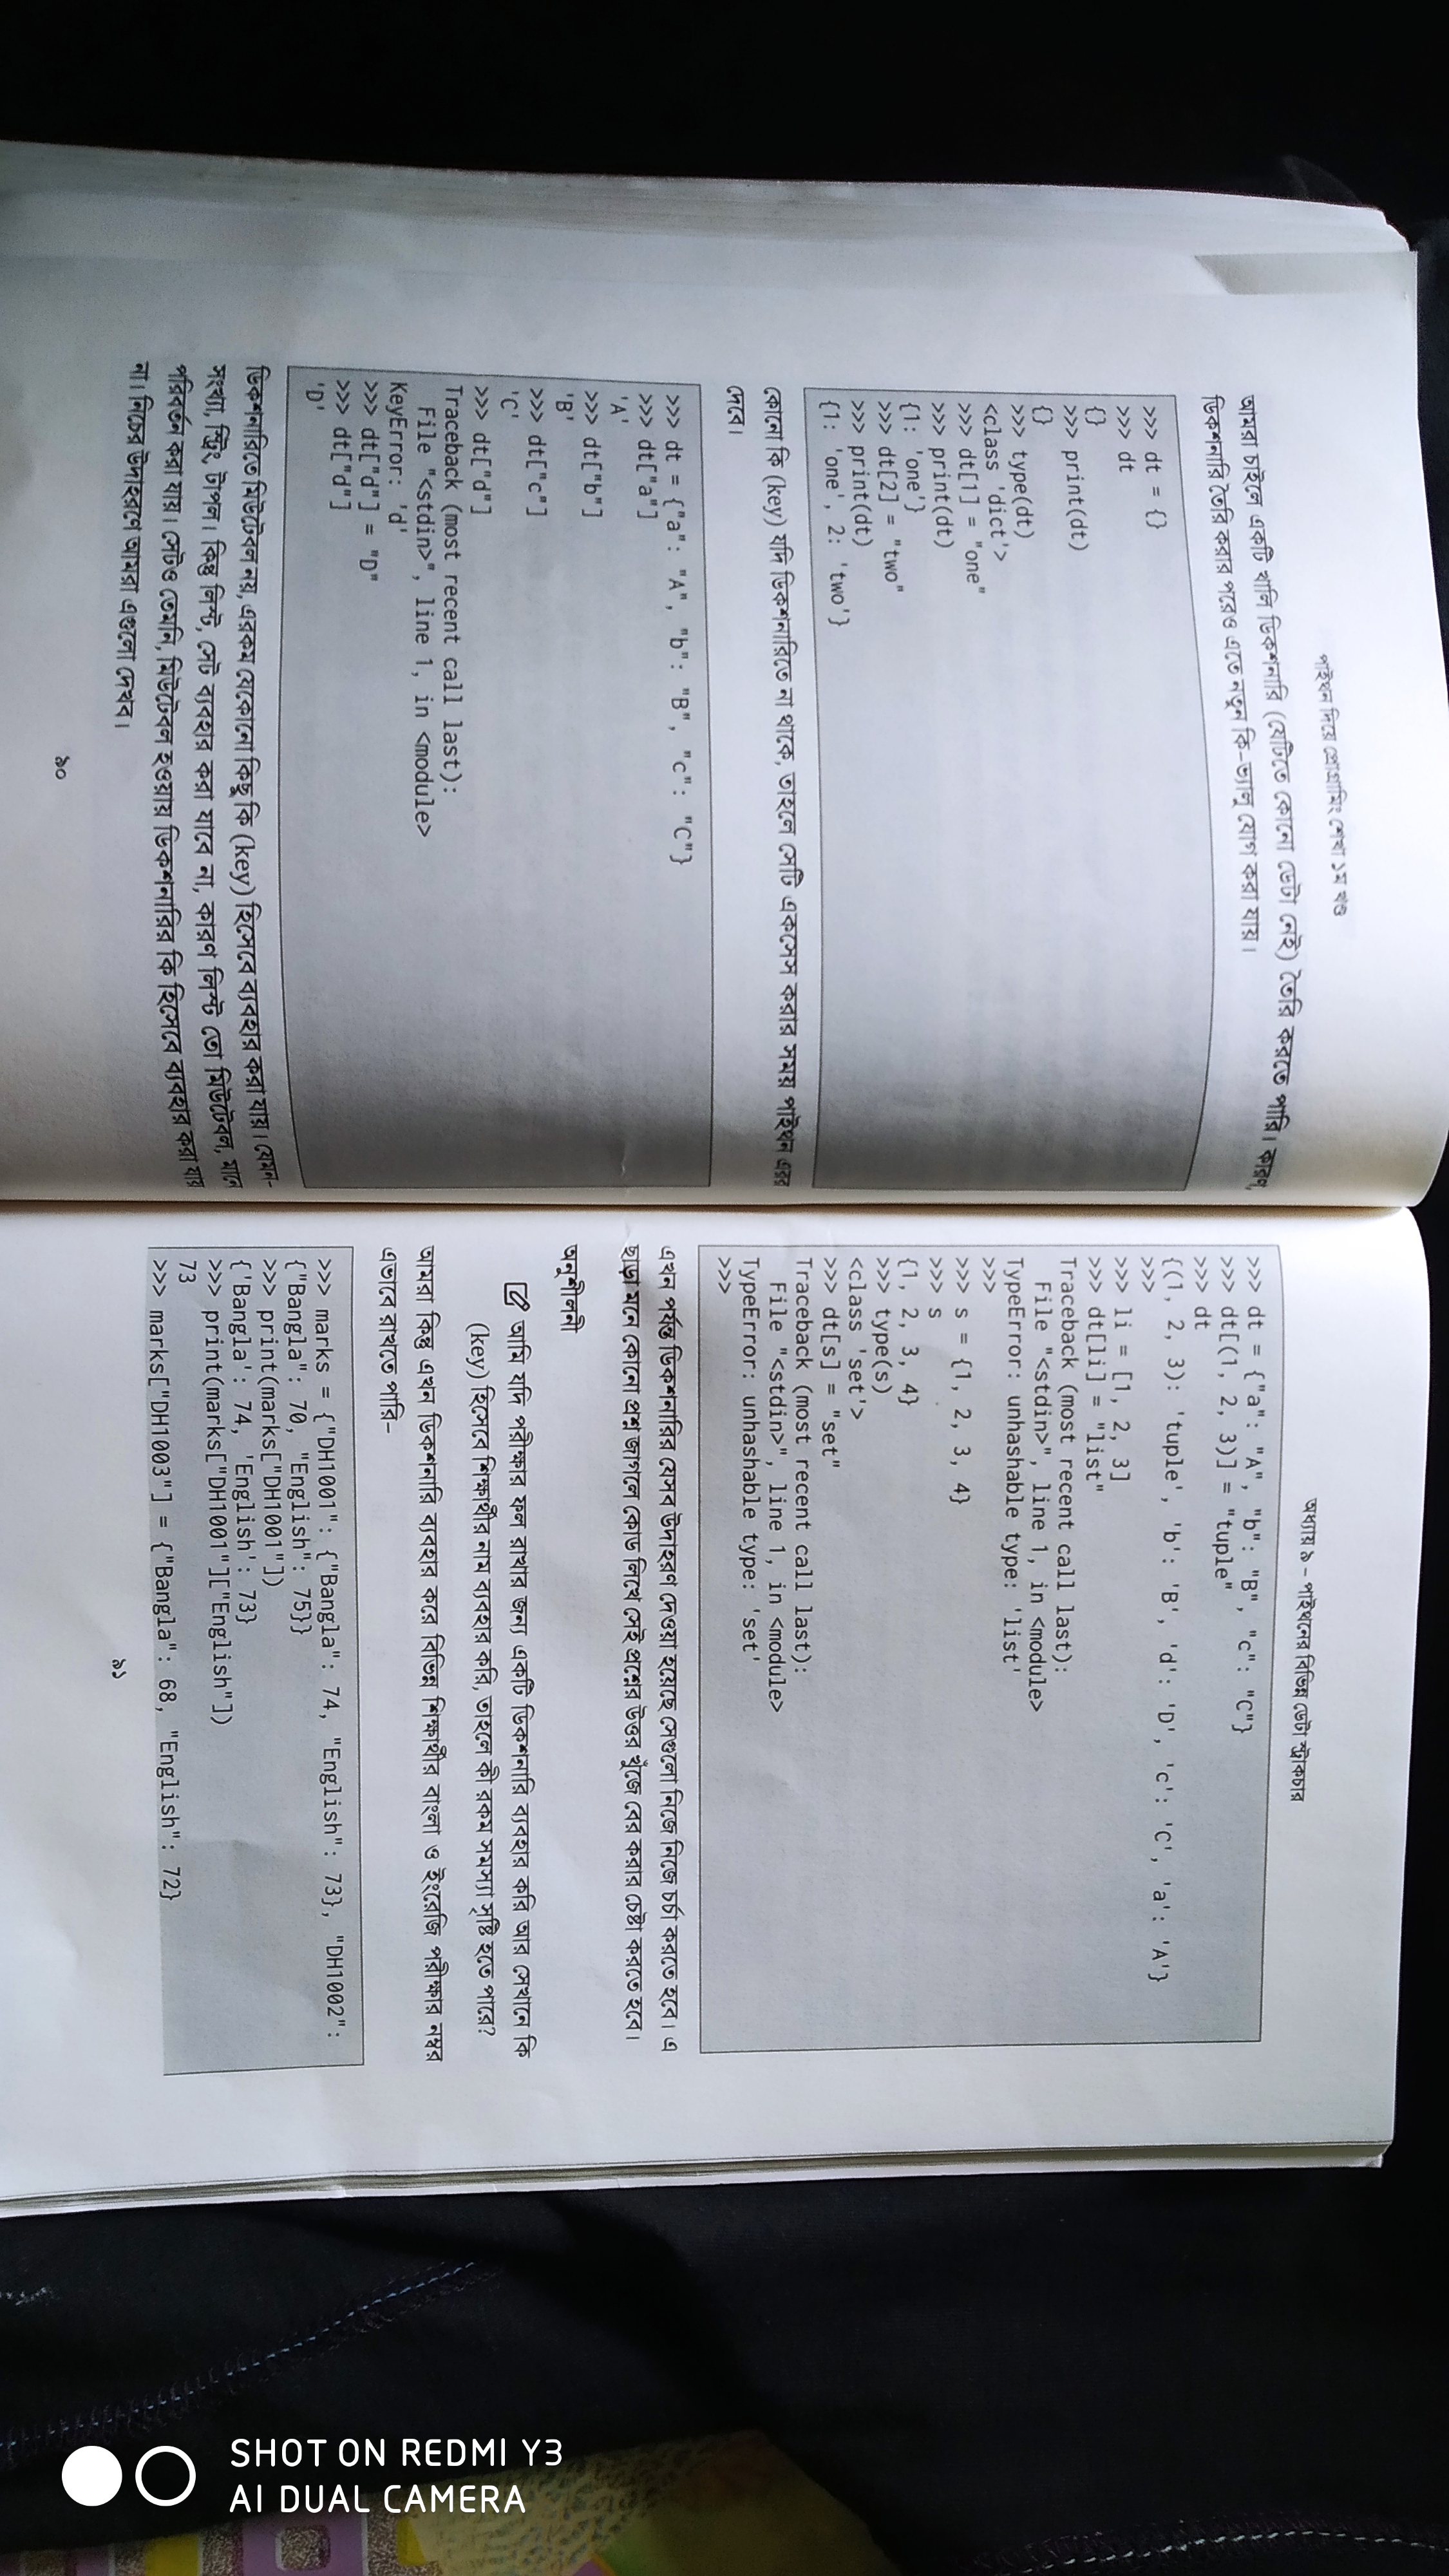 পাইথন দিয়ে প্রোগ্রামিং শেখা ১ম খণ্ড
আমরা চাইলে একটি খালি ডিকশনারি (যেটিতে কোনো ডেটা নেই) তৈরি করতে পারি। কারণ,
ডিকশনারি তৈরি করার পরেও এতে নতুন কি-ভ্যালু যোগ করা যায়।
>>> dt = {}
>>> dt
{}
>>> print(dt)
{}
>>> type(dt)
<class 'dict'>
>>> dt[1] = "one"
>>> print(dt)
{1: 'one'}
>>> dt[2] = "two"
>>> print(dt)
{1: 'one', 2: 'two'}
কোনো কি (key) যদি ডিকশনারিতে না থাকে, তাহলে সেটি একসেস করার সময় পাইথন এরর
দেবে।
>>> dt = {"a": "A", "b": "B", "c": "C"}
>>> dt["a"]
'A'
>>> dt["b"]
'B'
>>> dt["c"]
'C'
>>> dt["d"]
Traceback (most recent call last):
File "<stdin>", line 1, in <module>
KeyError: 'd'
>>> dt["d"] = "D"
>>> dt["d"]
'D'
ডিকশনারিতে মিউটেবল নয়, এরকম যেকোনো কিছু কি (key) হিসেবে ব্যবহার করা যায়। যেমন-
সংখ্যা, স্ট্রিং, টাপল। কিন্তু লিস্ট, সেট ব্যবহার করা যাবে না, কারণ লিস্ট তো মিউটেবল, মানে
পরিবর্তন করা যায়। সেটও তেমনি, মিউটেবল হওয়ায় ডিকশনারির কি হিসেবে ব্যবহার করা যায়
না। নিচের উদাহরণে আমরা এগুলো দেখব।
৯০
অধ্যায় ৯ - পাইথনের বিভিন্ন ডেটা স্ট্রাকচার
>>> dt = {"a": "A", "b": "B", "c": "C"}
>>> dt[(1, 2, 3)] = "tuple"
>>> dt
{(1, 2, 3): 'tuple', 'b': 'B', 'd': 'D', 'c': 'C', 'a': 'A'}
>>>
>>> li = [1, 2, 3]
>>> dt[li] = "list"
Traceback (most recent call last):
File "<stdin>", line 1, in <module>
TypeError: unhashable type: 'list'
>>>
>>> s = {1, 2, 3, 4}
>>> s
{1, 2, 3, 4}
>>> type(s)
<class 'set'>
>>> dt[s] = "set"
Traceback (most recent call last):
File "<stdin>", line 1, in <module>
TypeError: unhashable type: 'set'
>>>
এখন পর্যন্ত ডিকশনারির যেসব উদাহরণ দেওয়া হয়েছে সেগুলো নিজে নিজে চর্চা করতে হবে। এ
ছাড়া মনে কোনো প্রশ্ন জাগলে কোড লিখে সেই প্রশ্নের উত্তর খুঁজে বের করার চেষ্টা করতে হবে।
অনুশীলনী
আমি যদি পরীক্ষার ফল রাখার জন্য একটি ডিকশনারি ব্যবহার করি আর সেখানে কি
(key) হিসেবে শিক্ষার্থীর নাম ব্যবহার করি, তাহলে কী রকম সমস্যা সৃষ্টি হতে পারে?
আমরা কিন্তু এখন ডিকশনারি ব্যবহার করে বিভিন্ন শিক্ষার্থীর বাংলা ও ইংরেজি পরীক্ষার নম্বর
এভাবে রাখতে পারি-
>>> marks = {"DH1001": {"Bangla": 74, "English": 73}, "DH1002":
{"Bangla": 70, "English": 75}}
>>> print(marks["DH1001"])
{'Bangla': 74, 'English': 73}
>>> print(marks["DH1001"]["English"])
73
>>> marks["DH1003"] = {"Bangla": 68, "English": 72}
৯১
SHOT ON REDMI Y3
AI DUAL CAMERA